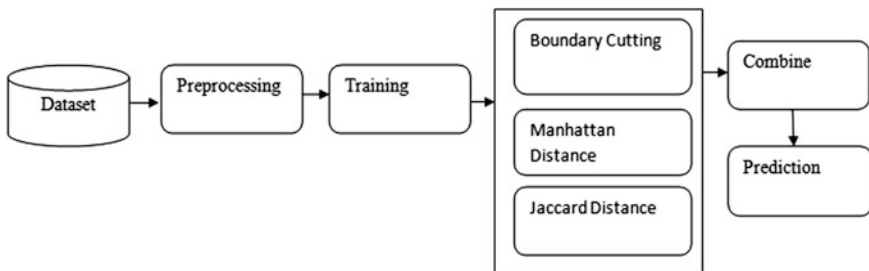 Dataset
Preprocessing
Training
Boundary Cutting
Manhattan
Distance
Jaccard Distance
Combine
Prediction